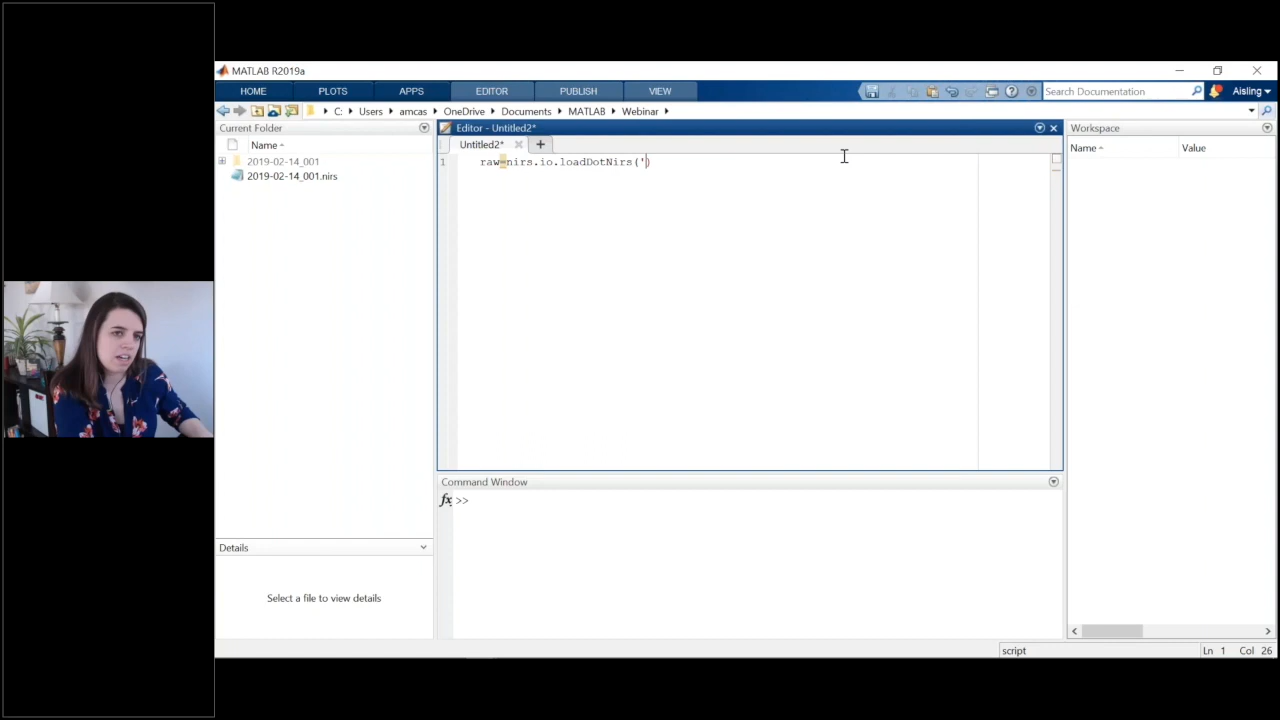 MATLAB R2019a
HOME PLOTS APPS EDITOR PUBLISH VIEW Search Documentation Aisling
C: Users amcas OneDrive Documents MATLAB Webinar
Current Folder
Name
2019-02-14_001
2019-02-14_001.nirs
Editor - Untitled2*
Untitled2*
1 raw=nirs.io.loadDotNirs(')
Workspace
Name Value
Command Window
fx >>
Details
Select a file to view details
script Ln 1 Col 26